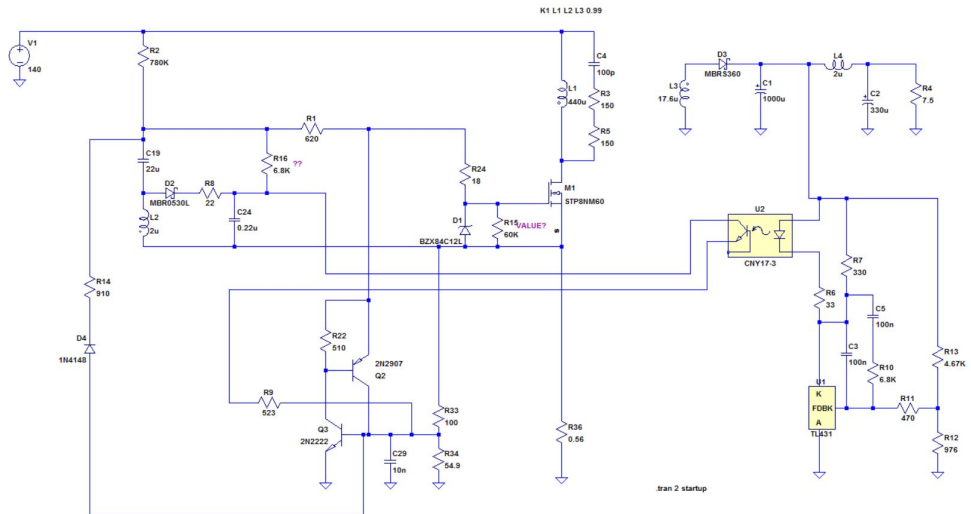 K1 L1 L2 L3 0.99
V1
140
R2
780K
C4
100p
L1
440u
R3
150
R5
150
D3
MBRS360
L4
2u
L3
17.6u
C1
1000u
C2
330u
R4
7.5
R1
620
C19
22u
R16
6.8K
??
R24
18
M1
STP8NM60
D2
MBR0530L
R8
22
C24
0.22u
L2
2u
D1
BZX84C12L
R15
60K
VALUE?
s
U2
CNY17-3
R7
330
R6
33
C5
100n
R14
910
R22
510
D4
1N4148
2N2907
Q2
C3
100n
R10
6.8K
R13
4.67K
U1
K
FDBK
A
TL431
R11
470
R9
523
R33
100
Q3
2N2222
C29
10n
R34
54.9
R36
0.56
R12
976
.tran 2 startup